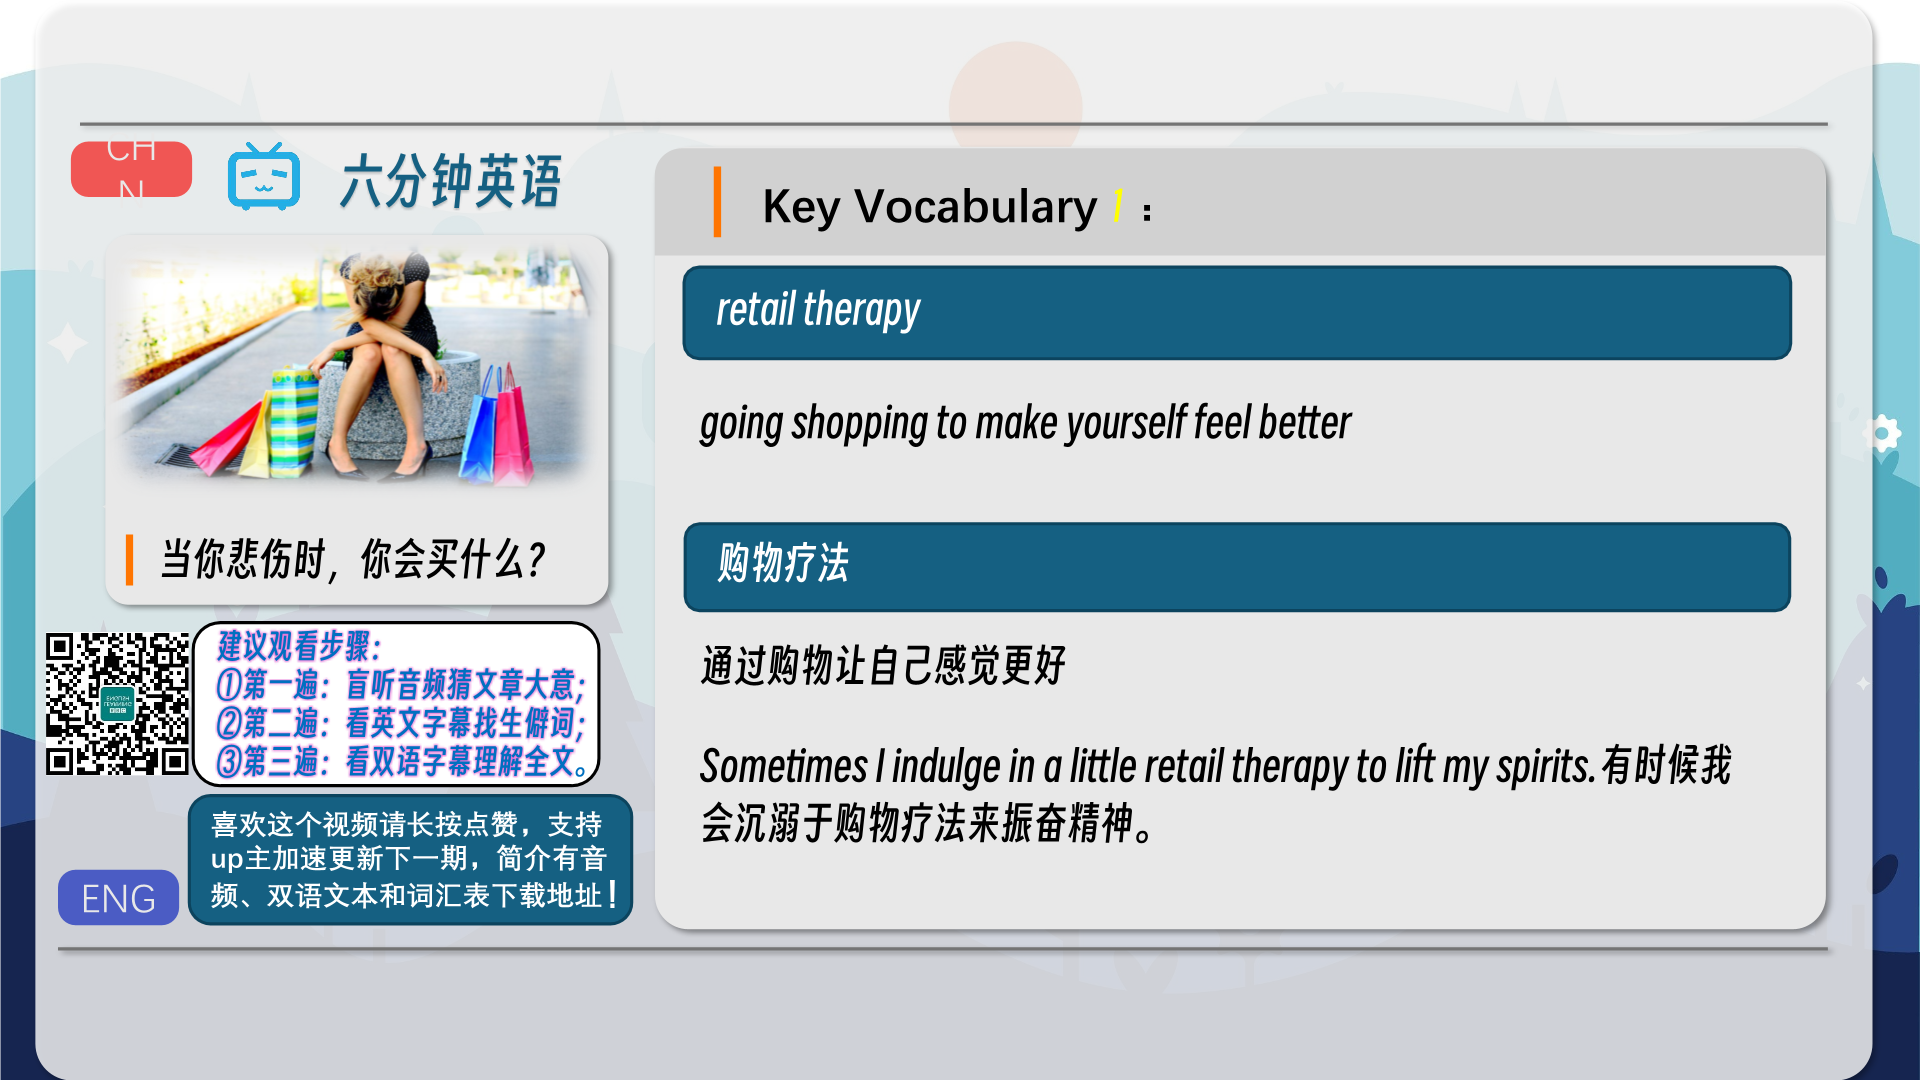 CH
N
六分钟英语
当你悲伤时，你会买什么？
建议观看步骤：
①第一遍：盲听音频猜文章大意；
②第二遍：看英文字幕找生僻词；
③第三遍：看双语字幕理解全文。
喜欢这个视频请长按点赞，支持
up主加速更新下一期，简介有音
频、双语文本和词汇表下载地址！
ENG
Key Vocabulary 1：
retail therapy
going shopping to make yourself feel better
购物疗法
通过购物让自己感觉更好
Sometimes I indulge in a little retail therapy to lift my spirits.有时候我
会沉溺于购物疗法来振奋精神。